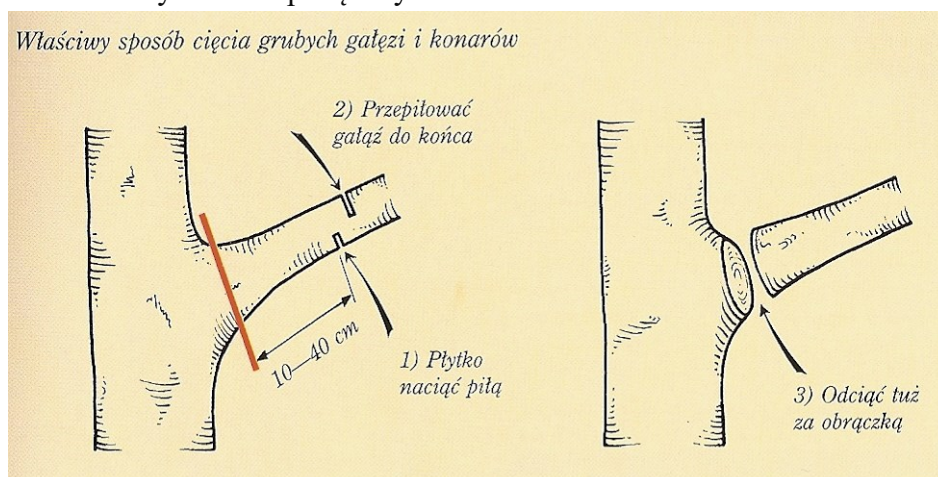 Właściwy sposób cięcia grubych gałęzi i konarów
2) Przepiłować
gałąź do końca
10—40 cm
1) Płytko
naciąć piłą
3) Odciąć tuż
za obrączką